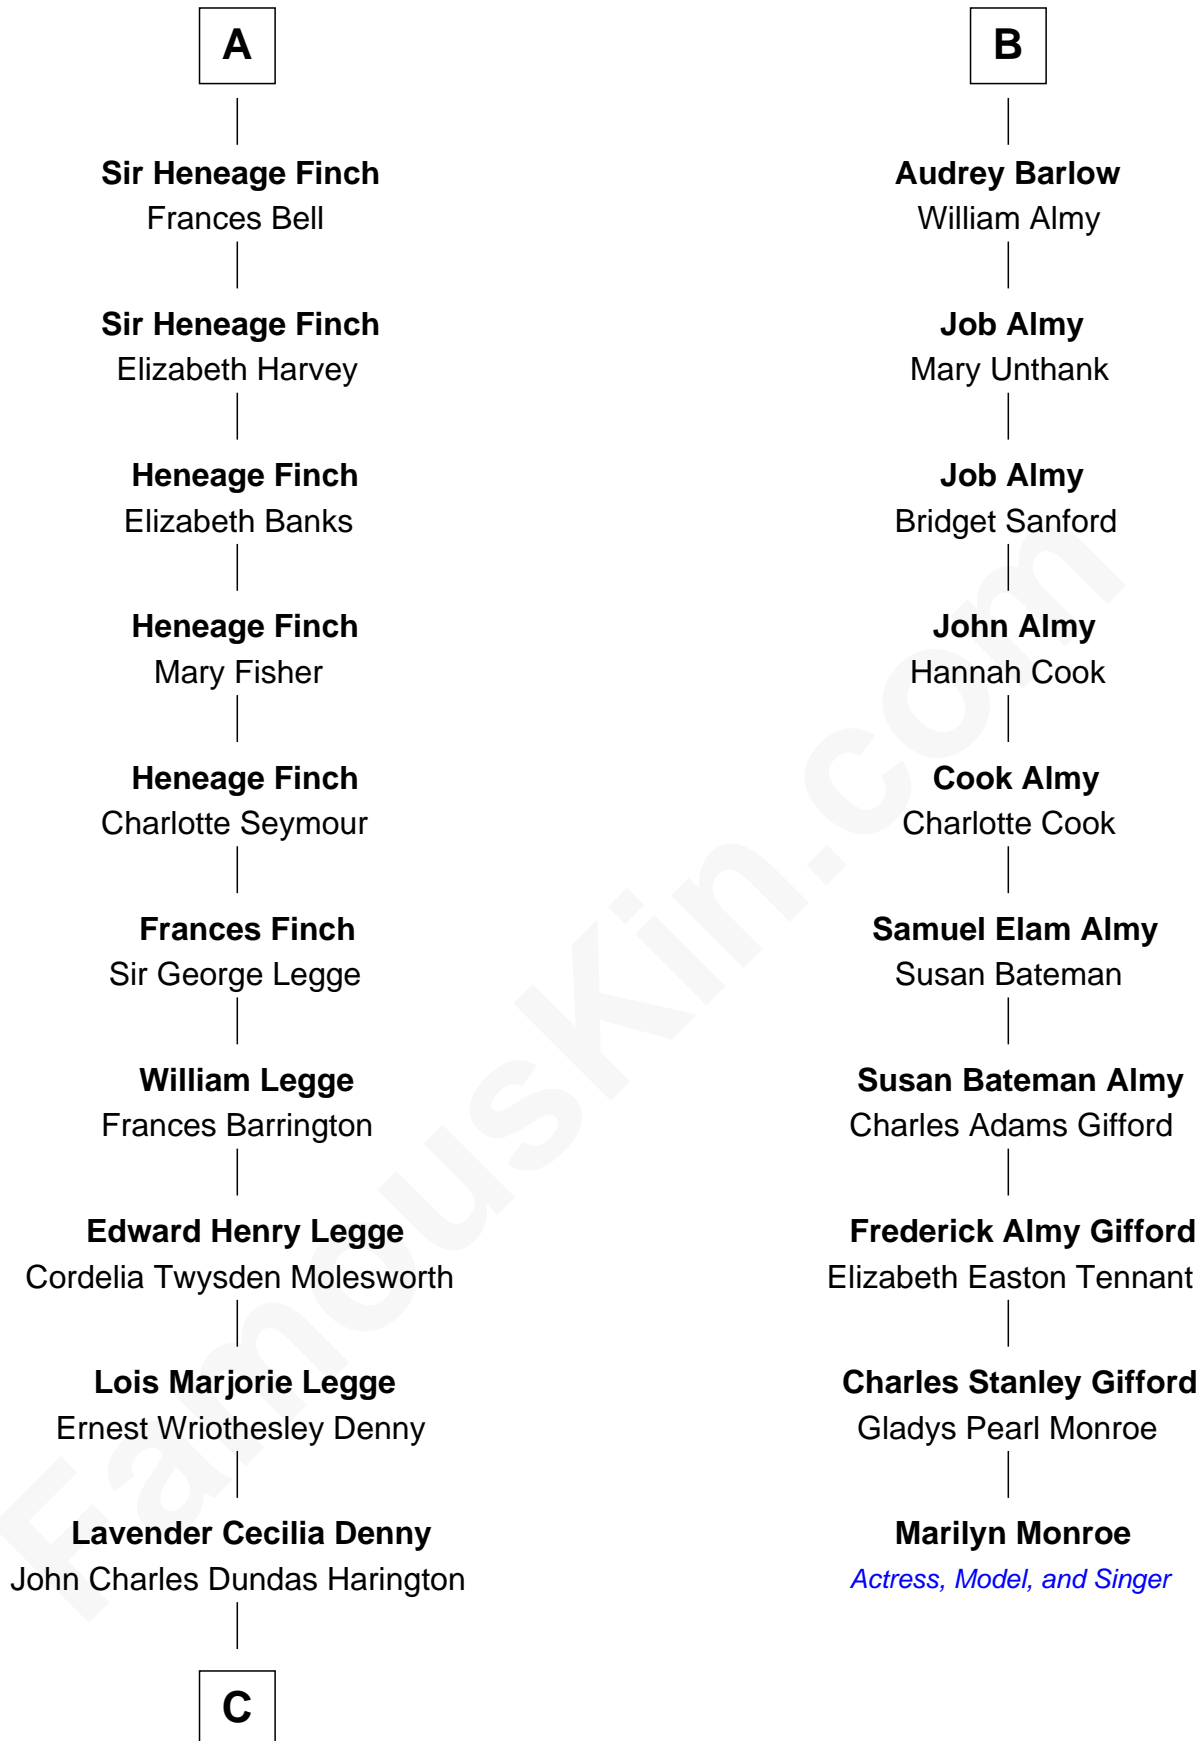 A
Sir Heneage Finch
Frances Bell
Sir Heneage Finch
Elizabeth Harvey
Heneage Finch
Elizabeth Banks
Heneage Finch
Mary Fisher
Heneage Finch
Charlotte Seymour
Frances Finch
Sir George Legge
William Legge
Frances Barrington
Edward Henry Legge
Cordelia Twysden Molesworth
Lois Marjorie Legge
Ernest Wriothesley Denny
Lavender Cecilia Denny
John Charles Dundas Harington
C
B
Audrey Barlow
William Almy
Job Almy
Mary Unthank
Job Almy
Bridget Sanford
John Almy
Hannah Cook
Cook Almy
Charlotte Cook
Samuel Elam Almy
Susan Bateman
Susan Bateman Almy
Charles Adams Gifford
Frederick Almy Gifford
Elizabeth Easton Tennant
Charles Stanley Gifford
Gladys Pearl Monroe
Marilyn Monroe
Actress, Model, and Singer
FamousKin.com